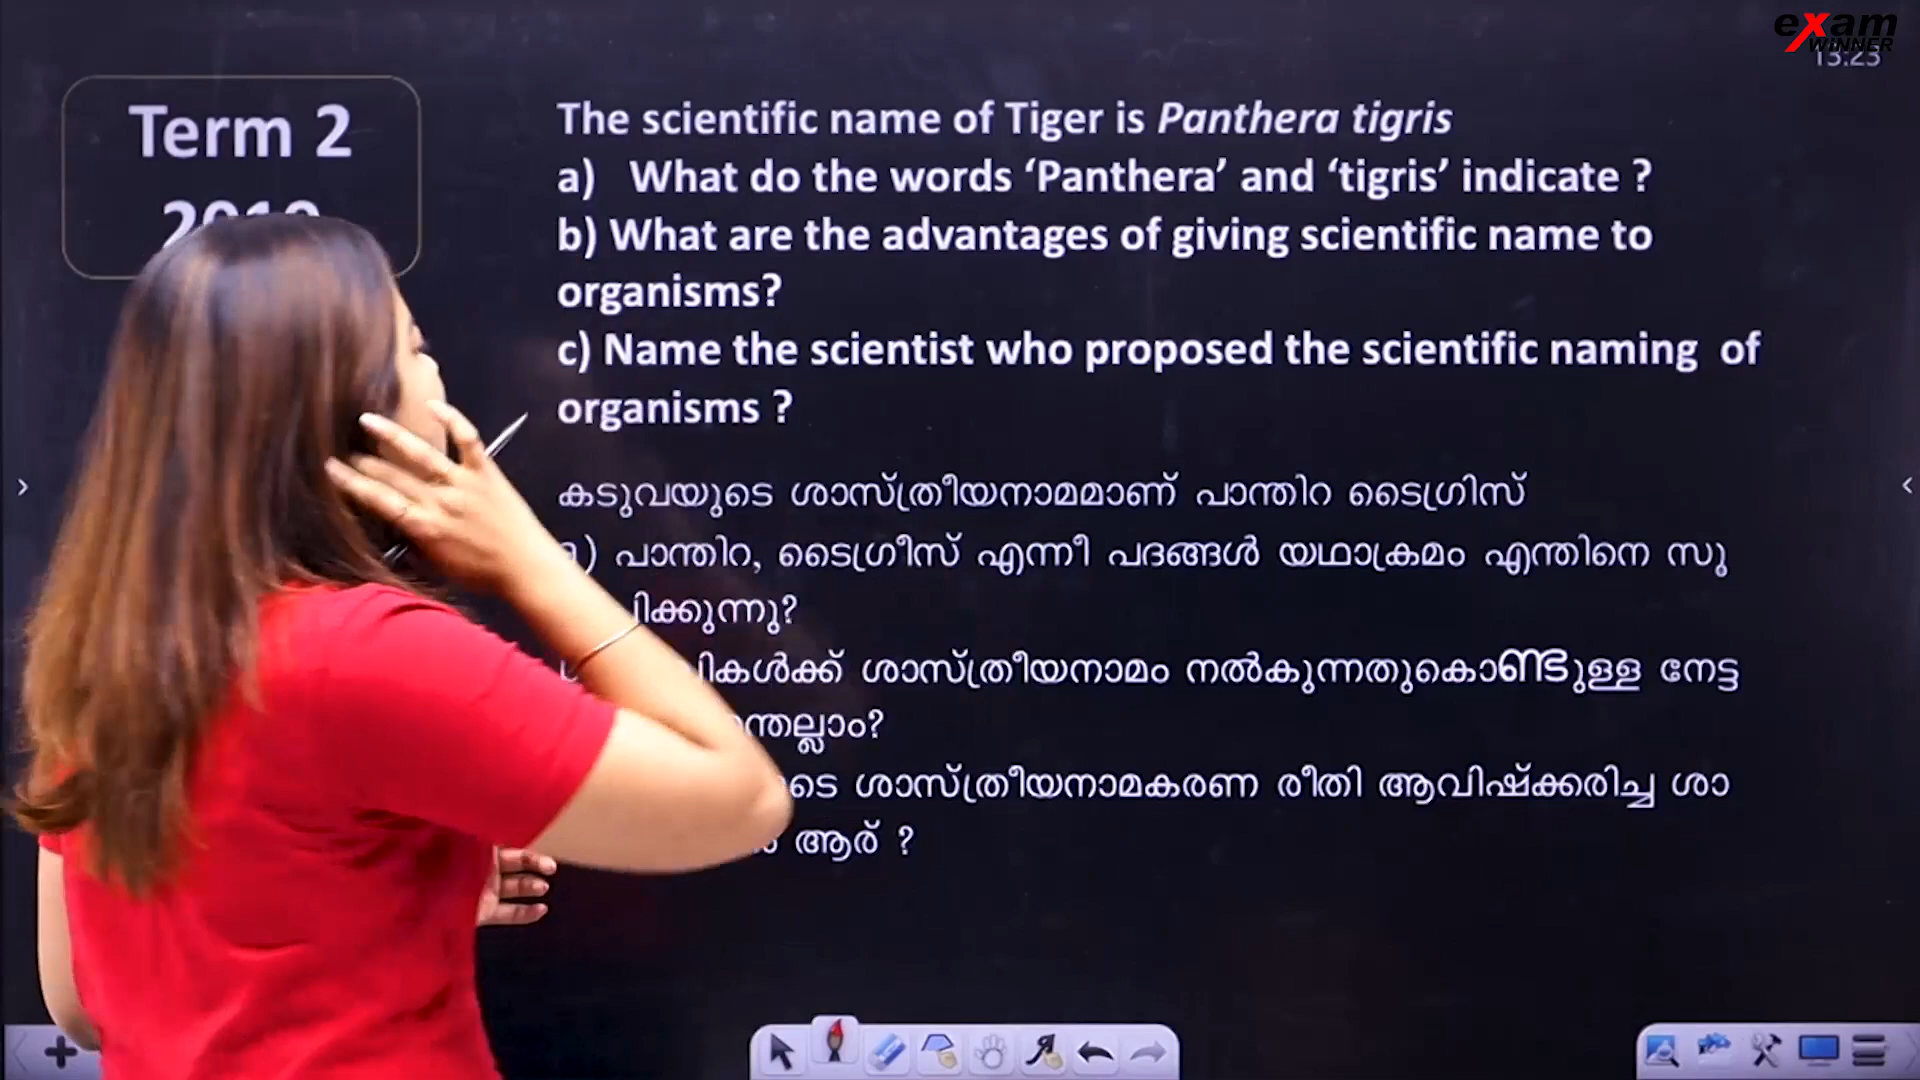 exam
WINNER
15:23
Term 2
The scientific name of Tiger is Panthera tigris
a) What do the words ‘Panthera’ and ‘tigris’ indicate ?
b) What are the advantages of giving scientific name to
organisms?
c) Name the scientist who proposed the scientific naming of
organisms ?
കടുവയുടെ ശാസ്ത്രീയനാമമാണ് പാന്തിറ ടൈഗ്രിസ്
പാന്തിറ, ടൈഗ്രീസ് എന്നീ പദങ്ങൾ യഥാക്രമം എന്തിനെ സൂ
ിക്കുന്നു?
ശാസ്ത്രീയനാമം നൽകുന്നതുകൊണ്ടുള്ള നേട്ട
ന്തല്ലാം?
ശാസ്ത്രീയനാമകരണ രീതി ആവിഷ്ക്കരിച്ച ശാ
ആര് ?